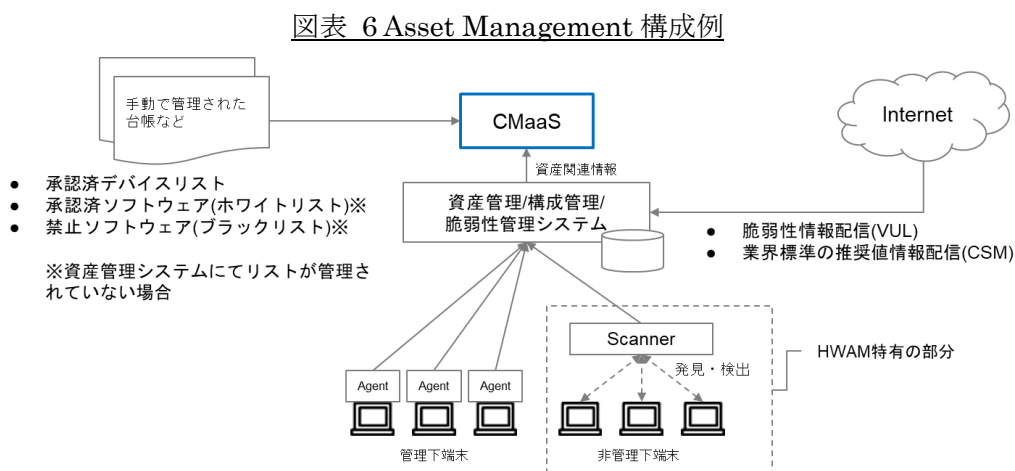 図表 6 Asset Management 構成例
手動で管理された
台帳など
CMaaS
Internet
資産関連情報
● 承認済デバイスリスト
● 承認済ソフトウェア(ホワイトリスト)※
● 禁止ソフトウェア(ブラックリスト)※
※資産管理システムにてリストが管理さ
れていない場合
資産管理/構成管理/
脆弱性管理システム
● 脆弱性情報配信(VUL)
● 業界標準の推奨値情報配信(CSM)
Scanner
発見・検出
HWAM特有の部分
Agent
Agent
Agent
管理下端末
非管理下端末